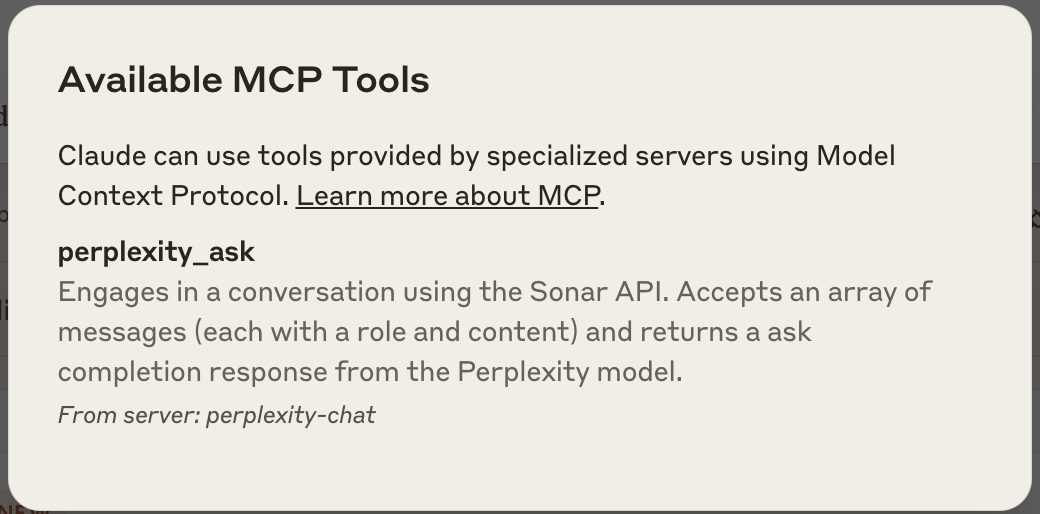 Available MCP Tools
Claude can use tools provided by specialized servers using Model
Context Protocol. Learn more about MCP.
perplexity_ask
Engages in a conversation using the Sonar API. Accepts an array of
messages (each with a role and content) and returns a ask
completion response from the Perplexity model.
From server: perplexity-chat